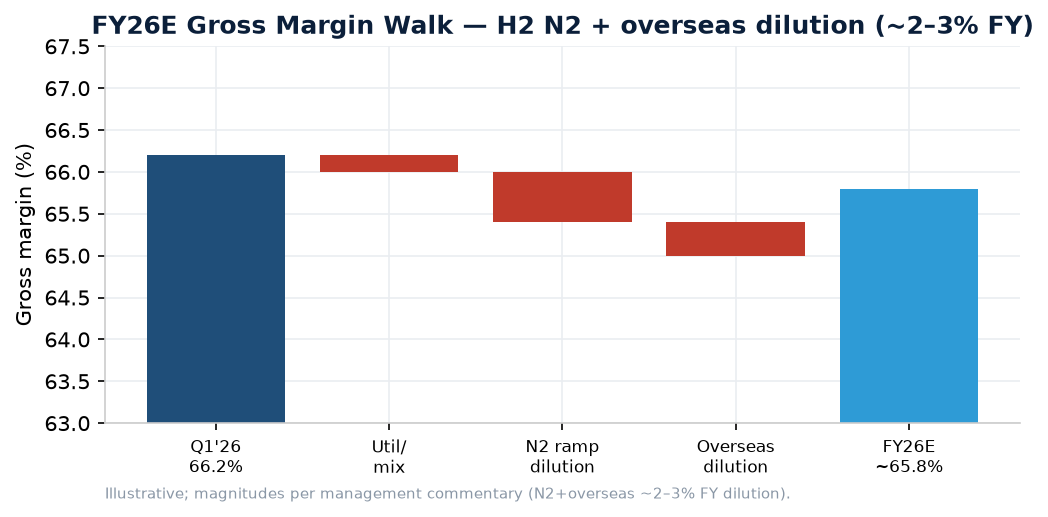 FY26E Gross Margin Walk — H2 N2 + overseas dilution (~2–3% FY)
Gross margin (%)
67.5
67.0
66.5
66.0
65.5
65.0
64.5
64.0
63.5
63.0
Q1'26
66.2%
Util/
mix
N2 ramp
dilution
Overseas
dilution
FY26E
~65.8%
Illustrative; magnitudes per management commentary (N2+overseas ~2–3% FY dilution).